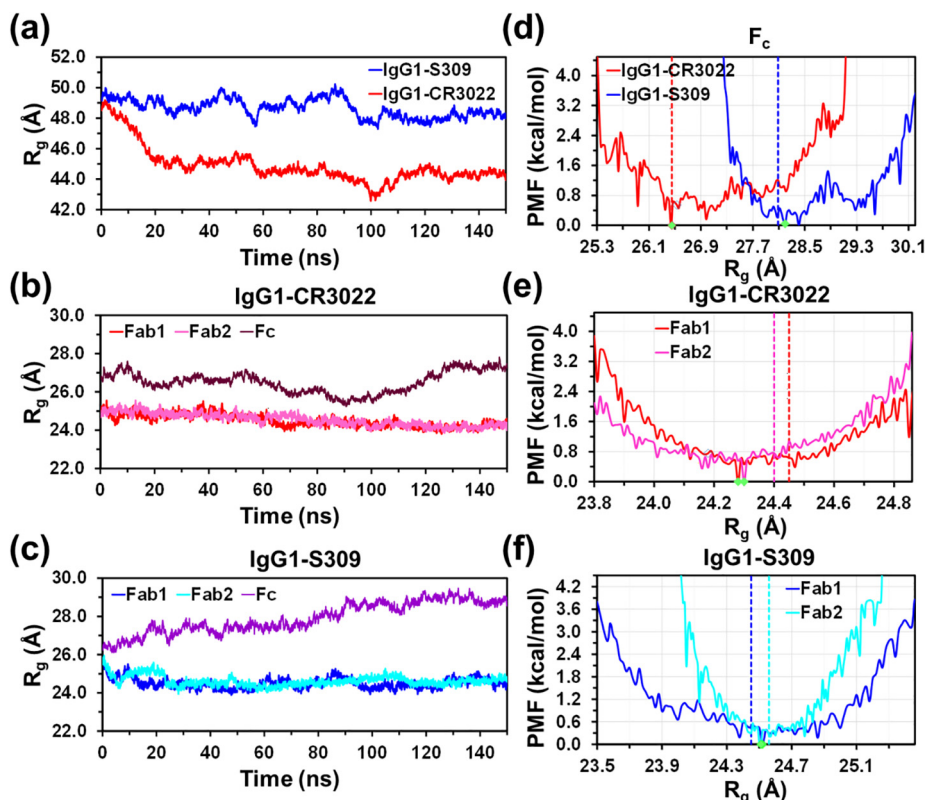 (a)
50.0
48.0
46.0
44.0
42.0
52.0
Rg (Å)
IgG1-S309
IgG1-CR3022
0 20 40 60 80 100 120 140
Time (ns)
(d)
Fc
4.0
3.2
2.4
1.6
0.8
0.0
PMF (kcal/mol)
IgG1-CR3022
IgG1-S309
25.3 26.1 26.9 27.7 28.5 29.3 30.1
Rg (Å)
(b)
IgG1-CR3022
30.0
28.0
26.0
24.0
22.0
Rg (Å)
Fab1 Fab2 Fc
0 20 40 60 80 100 120 140
Time (ns)
(e)
IgG1-CR3022
4.0
3.2
2.4
1.6
0.8
0.0
PMF (kcal/mol)
Fab1
Fab2
23.8 24.0 24.2 24.4 24.6 24.8
Rg (Å)
(c)
IgG1-S309
30.0
28.0
26.0
24.0
22.0
Rg (Å)
Fab1 Fab2 Fc
0 20 40 60 80 100 120 140
Time (ns)
(f)
IgG1-S309
4.2
3.6
3.0
2.4
1.8
1.2
0.6
0.0
PMF (kcal/mol)
Fab1
Fab2
23.5 23.9 24.3 24.7 25.1
Rg (Å)